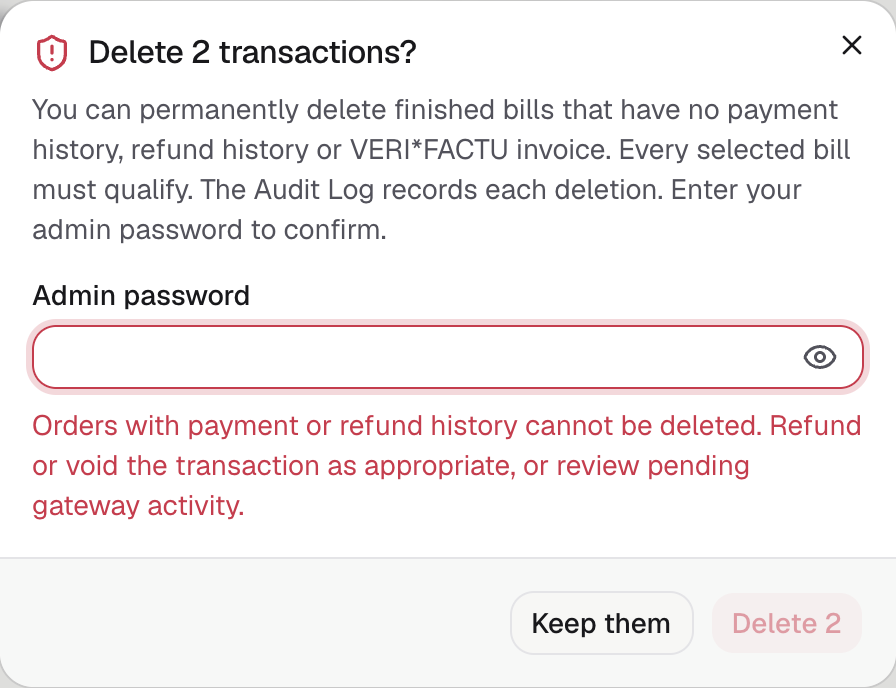 Delete 2 transactions?
You can permanently delete finished bills that have no payment
history, refund history or VERI*FACTU invoice. Every selected bill
must qualify. The Audit Log records each deletion. Enter your
admin password to confirm.
Admin password
Orders with payment or refund history cannot be deleted. Refund
or void the transaction as appropriate, or review pending
gateway activity.
Keep them
Delete 2